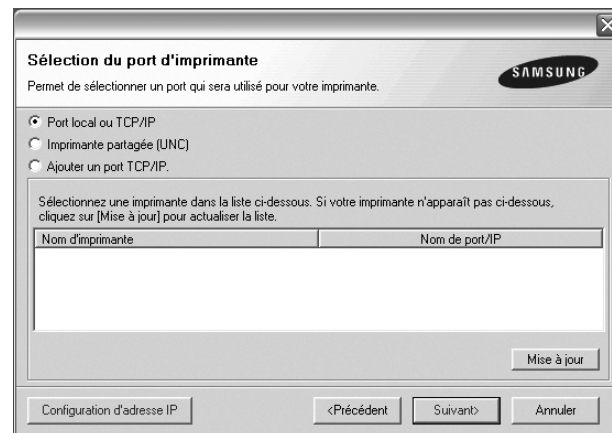 Sélection du port d'imprimante
Permet de sélectionner un port qui sera utilisé pour votre imprimante.
SAMSUNG
Port local ou TCP/IP
Imprimante partagée (UNC)
Ajouter un port TCP/IP.
Sélectionnez une imprimante dans la liste ci-dessous. Si votre imprimante n'apparaît pas ci-dessous,
cliquez sur [Mise à jour] pour actualiser la liste.
Nom d'imprimante Nom de port/IP
Mise à jour
Configuration d'adresse IP <Précédent Suivant> Annuler